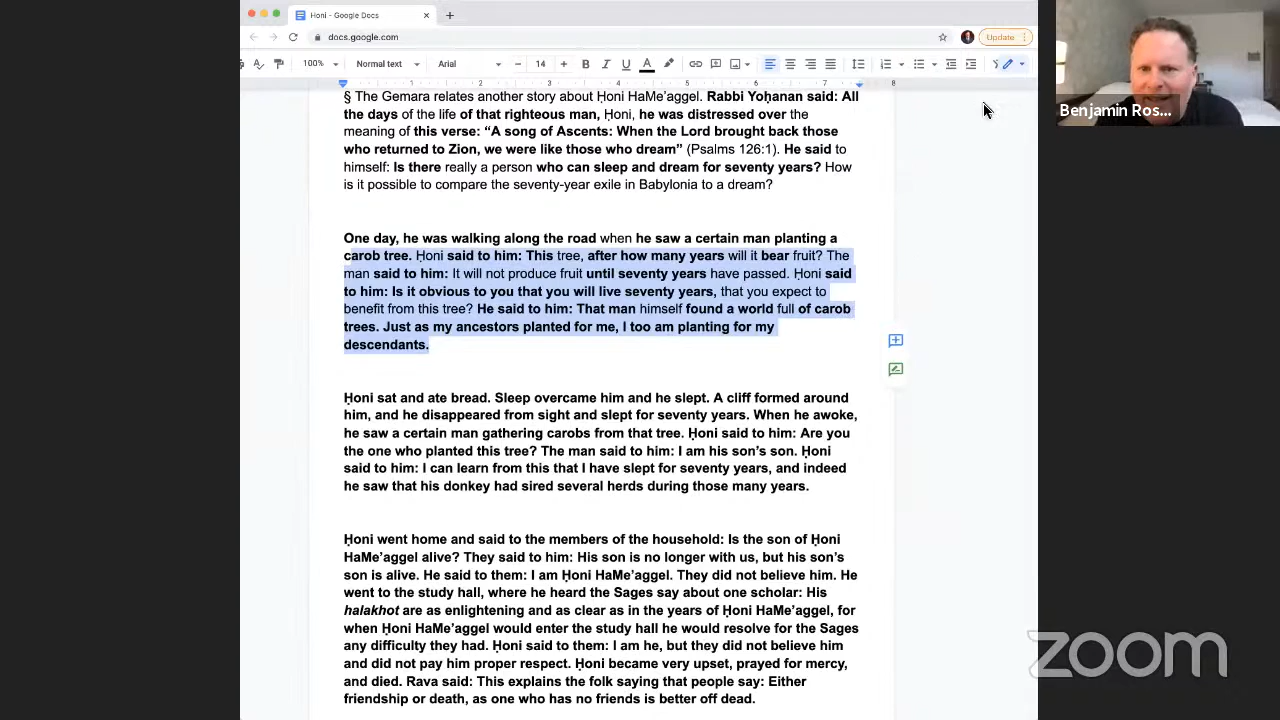 Honi - Google Docs
docs.google.com
Update
100%
Normal text
Arial
14
1
2
3
4
5
6
7
8
§ The Gemara relates another story about Ḥoni HaMe’aggel. Rabbi Yoḥanan said: All
the days of the life of that righteous man, Ḥoni, he was distressed over the
meaning of this verse: “A song of Ascents: When the Lord brought back those
who returned to Zion, we were like those who dream” (Psalms 126:1). He said to
himself: Is there really a person who can sleep and dream for seventy years? How
is it possible to compare the seventy-year exile in Babylonia to a dream?
One day, he was walking along the road when he saw a certain man planting a
carob tree. Ḥoni said to him: This tree, after how many years will it bear fruit? The
man said to him: It will not produce fruit until seventy years have passed. Ḥoni said
to him: Is it obvious to you that you will live seventy years, that you expect to
benefit from this tree? He said to him: That man himself found a world full of carob
trees. Just as my ancestors planted for me, I too am planting for my
descendants.
Ḥoni sat and ate bread. Sleep overcame him and he slept. A cliff formed around
him, and he disappeared from sight and slept for seventy years. When he awoke,
he saw a certain man gathering carobs from that tree. Ḥoni said to him: Are you
the one who planted this tree? The man said to him: I am his son’s son. Ḥoni
said to him: I can learn from this that I have slept for seventy years, and indeed
he saw that his donkey had sired several herds during those many years.
Ḥoni went home and said to the members of the household: Is the son of Ḥoni
HaMe’aggel alive? They said to him: His son is no longer with us, but his son’s
son is alive. He said to them: I am Ḥoni HaMe’aggel. They did not believe him. He
went to the study hall, where he heard the Sages say about one scholar: His
halakhot are as enlightening and as clear as in the years of Ḥoni HaMe’aggel, for
when Ḥoni HaMe’aggel would enter the study hall he would resolve for the Sages
any difficulty they had. Ḥoni said to them: I am he, but they did not believe him
and did not pay him proper respect. Ḥoni became very upset, prayed for mercy,
and died. Rava said: This explains the folk saying that people say: Either
friendship or death, as one who has no friends is better off dead.
Benjamin Ros...
zoom